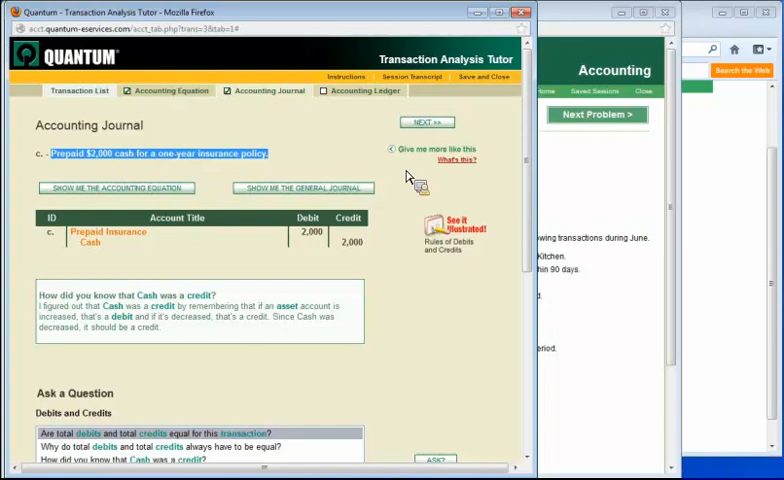 Quantum - Transaction Analysis Tutor - Mozilla Firefox
acct.quantum-eservices.com/acct_tab.php?trans=3&tab=1#
QUANTUM
Transaction Analysis Tutor
Instructions
Session Transcript
Save and Close
Transaction List
Accounting Equation
Accounting Journal
Accounting Ledger
Accounting Journal
NEXT >>
c. - Prepaid $2,000 cash for a one-year insurance policy.
Give me more like this
What's this?
SHOW ME THE ACCOUNTING EQUATION
SHOW ME THE GENERAL JOURNAL
ID Account Title Debit Credit
c. Prepaid Insurance 2,000
Cash 2,000
See it
Illustrated!
Rules of Debits
and Credits
How did you know that Cash was a credit?
I figured out that Cash was a credit by remembering that if an asset account is
increased, that's a debit and if it's decreased, that's a credit. Since Cash was
decreased, it should be a credit.
Ask a Question
Debits and Credits
Are total debits and total credits equal for this transaction?
Why do total debits and total credits always have to be equal?
How did you know that Cash was a credit?
ASK?
Accounting
Home
Saved Sessions
Close
Next Problem >
owing transactions during June.
Kitchen.
hin 90 days.
d.
eriod.
Search the Web